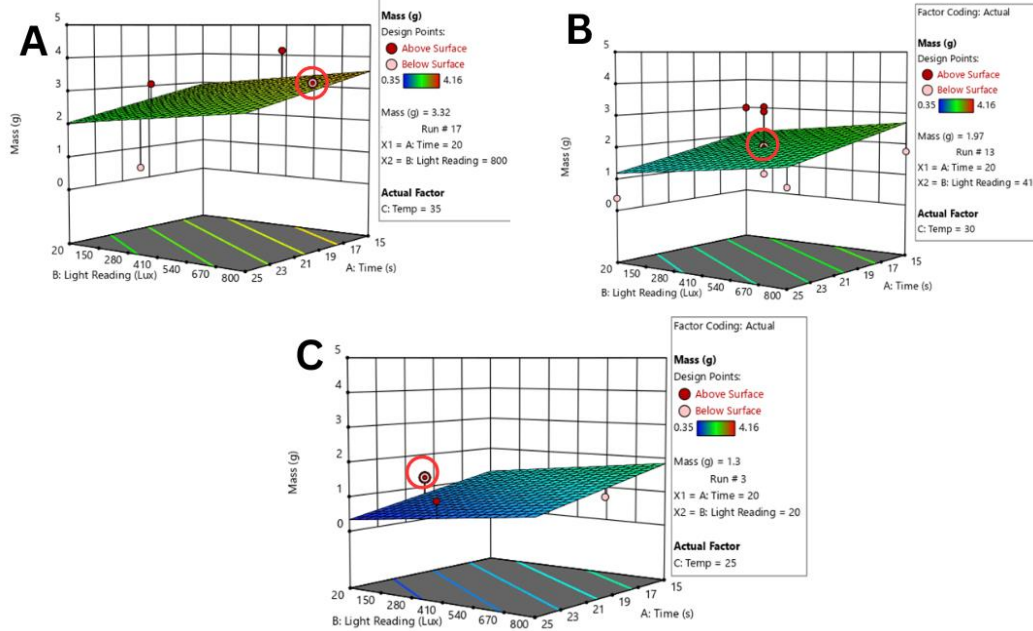 A
Mass (g)
5
4
3
2
1
0
20
150
280
410
540
670
800
B: Light Reading (Lux)
25
23
21
19
17
15
A: Time (s)
Mass (g)
Design Points:
Above Surface
Below Surface
0.35 4.16
Mass (g) = 3.32
Run # 17
X1 = A: Time = 20
X2 = B: Light Reading = 800
Actual Factor
C: Temp = 35
B
Mass (g)
5
4
3
2
1
0
20
150
280
410
540
670
800
B: Light Reading (Lux)
25
23
21
19
17
15
A: Time (s)
Factor Coding: Actual
Mass (g)
Design Points:
Above Surface
Below Surface
0.35 4.16
Mass (g) = 1.97
Run # 13
X1 = A: Time = 20
X2 = B: Light Reading = 41
Actual Factor
C: Temp = 30
C
Mass (g)
5
4
3
2
1
0
20
150
280
410
540
670
800
B: Light Reading (Lux)
25
23
21
19
17
15
A: Time (s)
Factor Coding: Actual
Mass (g)
Design Points:
Above Surface
Below Surface
0.35 4.16
Mass (g) = 1.3
Run # 3
X1 = A: Time = 20
X2 = B: Light Reading = 20
Actual Factor
C: Temp = 25